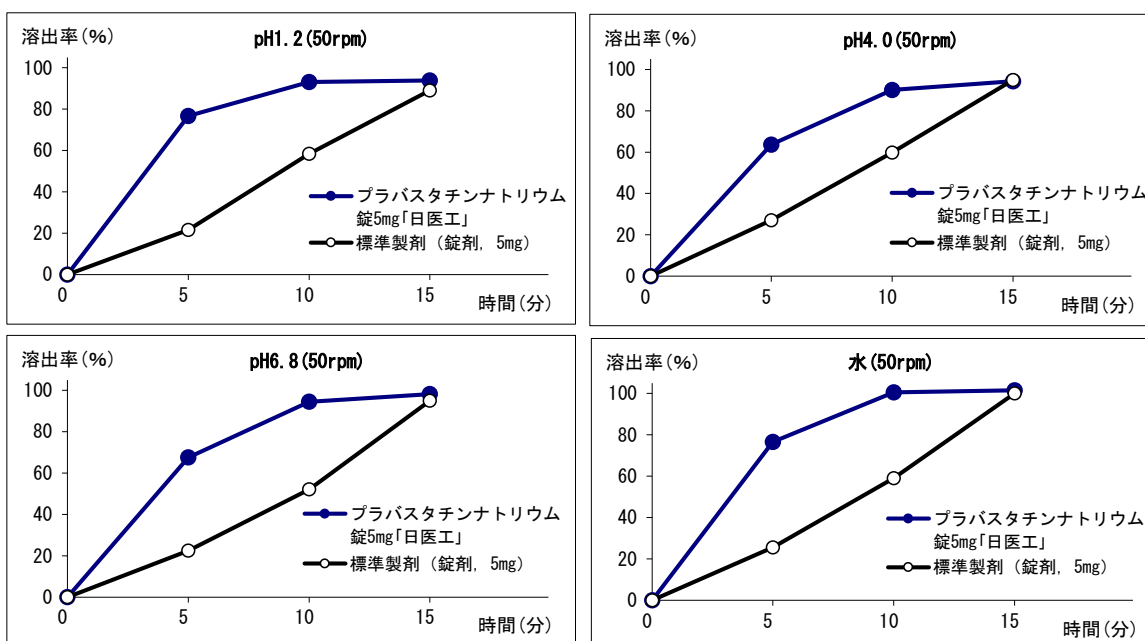 溶出率(%)
pH1.2(50rpm)
100
80
60
40
20
0
プラバスタチンナトリウム
錠5mg「日医工」
標準製剤(錠剤, 5mg)
0
5
10
15
時間(分)
溶出率(%)
pH4.0(50rpm)
100
80
60
40
20
0
プラバスタチンナトリウム
錠5mg「日医工」
標準製剤(錠剤, 5mg)
0
5
10
15
時間(分)
溶出率(%)
pH6.8(50rpm)
100
80
60
40
20
0
プラバスタチンナトリウム
錠5mg「日医工」
標準製剤(錠剤, 5mg)
0
5
10
15
時間(分)
溶出率(%)
水(50rpm)
100
80
60
40
20
0
プラバスタチンナトリウム
錠5mg「日医工」
標準製剤(錠剤, 5mg)
0
5
10
15
時間(分)